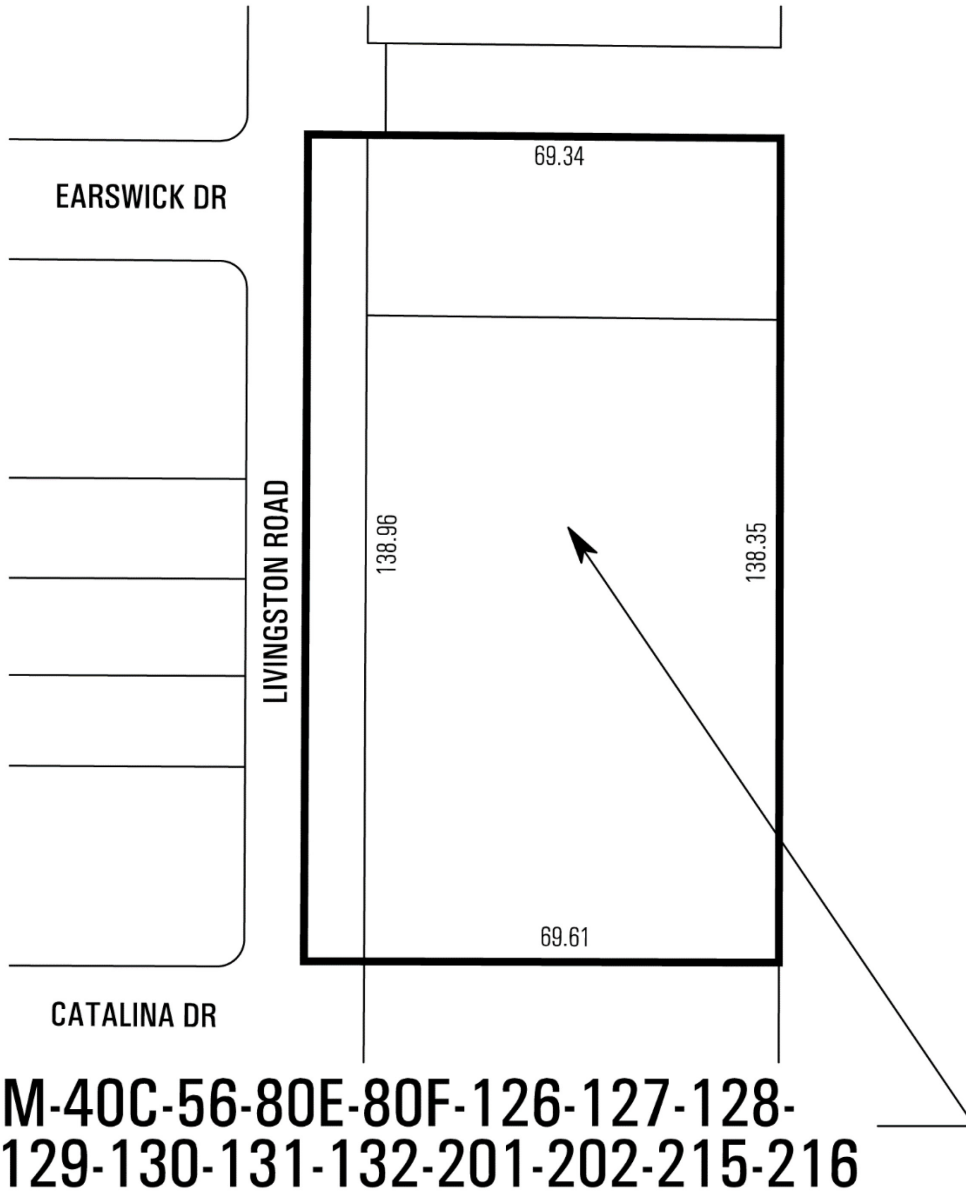 69.34
EARSWICK DR
LIVINGSTON ROAD
138.96
138.35
69.61
CATALINA DR
M-40C-56-80E-80F-126-127-128-
129-130-131-132-201-202-215-216